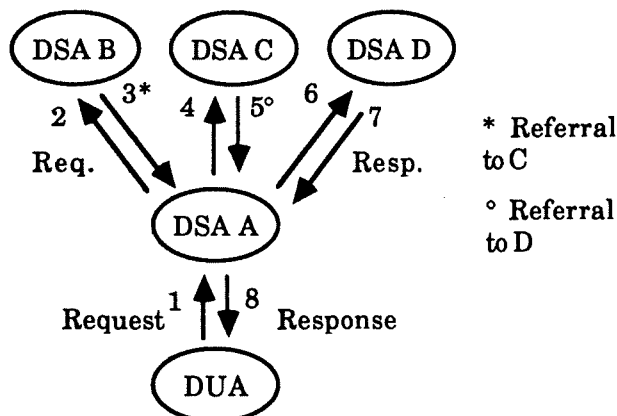 DSA B DSA C DSA D
2 3* 4 5° 6 7
Req. Resp.
* Referral
to C
° Referral
to D
DSA A
1 8
Request Response
DUA